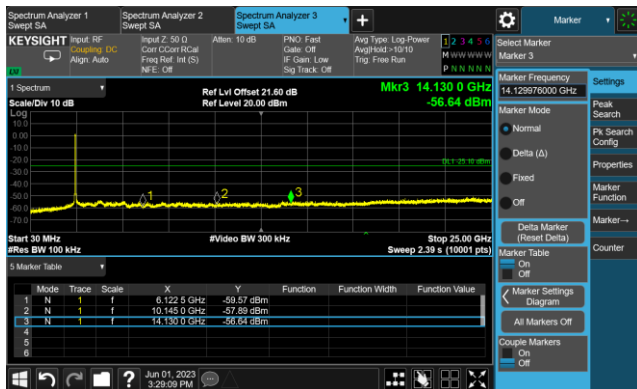 Spectrum Analyzer 1
Swept SA
Spectrum Analyzer 2
Swept SA
Spectrum Analyzer 3
Swept SA
Marker
KEYSIGHT
Input: RF
Coupling: DC
Align: Auto
Input Z: 50 Ω
Corr CCorr RCal
Freq Ref: Int (S)
NFE: Off
Atten: 10 dB
PNO: Fast
Gate: Off
IF Gain: Low
Sig Track: Off
Avg Type: Log-Power
Avg|Hold:>10/10
Trig: Free Run
1 2 3 4 5 6
M W W W W W
P N N N N N
Select Marker
Marker 3
1 Spectrum
Scale/Div 10 dB
Log
Ref Lvl Offset 21.60 dB
Ref Level 20.00 dBm
Mkr3 14.130 0 GHz
-56.64 dBm
10.0
0.00
-10.0
-20.0
-30.0
-40.0
-50.0
-60.0
-70.0
DL1 -25.10 dBm
1
2
3
Start 30 MHz
#Res BW 100 kHz
#Video BW 300 kHz
Stop 25.00 GHz
Sweep 2.39 s (10001 pts)
5 Marker Table
Mode Trace Scale X Y Function Function Width Function Value
1 N 1 f 6.122 5 GHz -59.57 dBm
2 N 1 f 10.145 0 GHz -57.89 dBm
3 N 1 f 14.130 0 GHz -56.64 dBm
4
5
6
Marker Frequency
14.129976000 GHz
Marker Mode
Normal
Delta (Δ)
Fixed
Off
Delta Marker
(Reset Delta)
Marker Table
On
Off
Marker Settings
Diagram
All Markers Off
Couple Markers
On
Off
Settings
Peak
Search
Pk Search
Config
Properties
Marker
Function
Marker→
Counter
?
Jun 01, 2023
3:29:09 PM